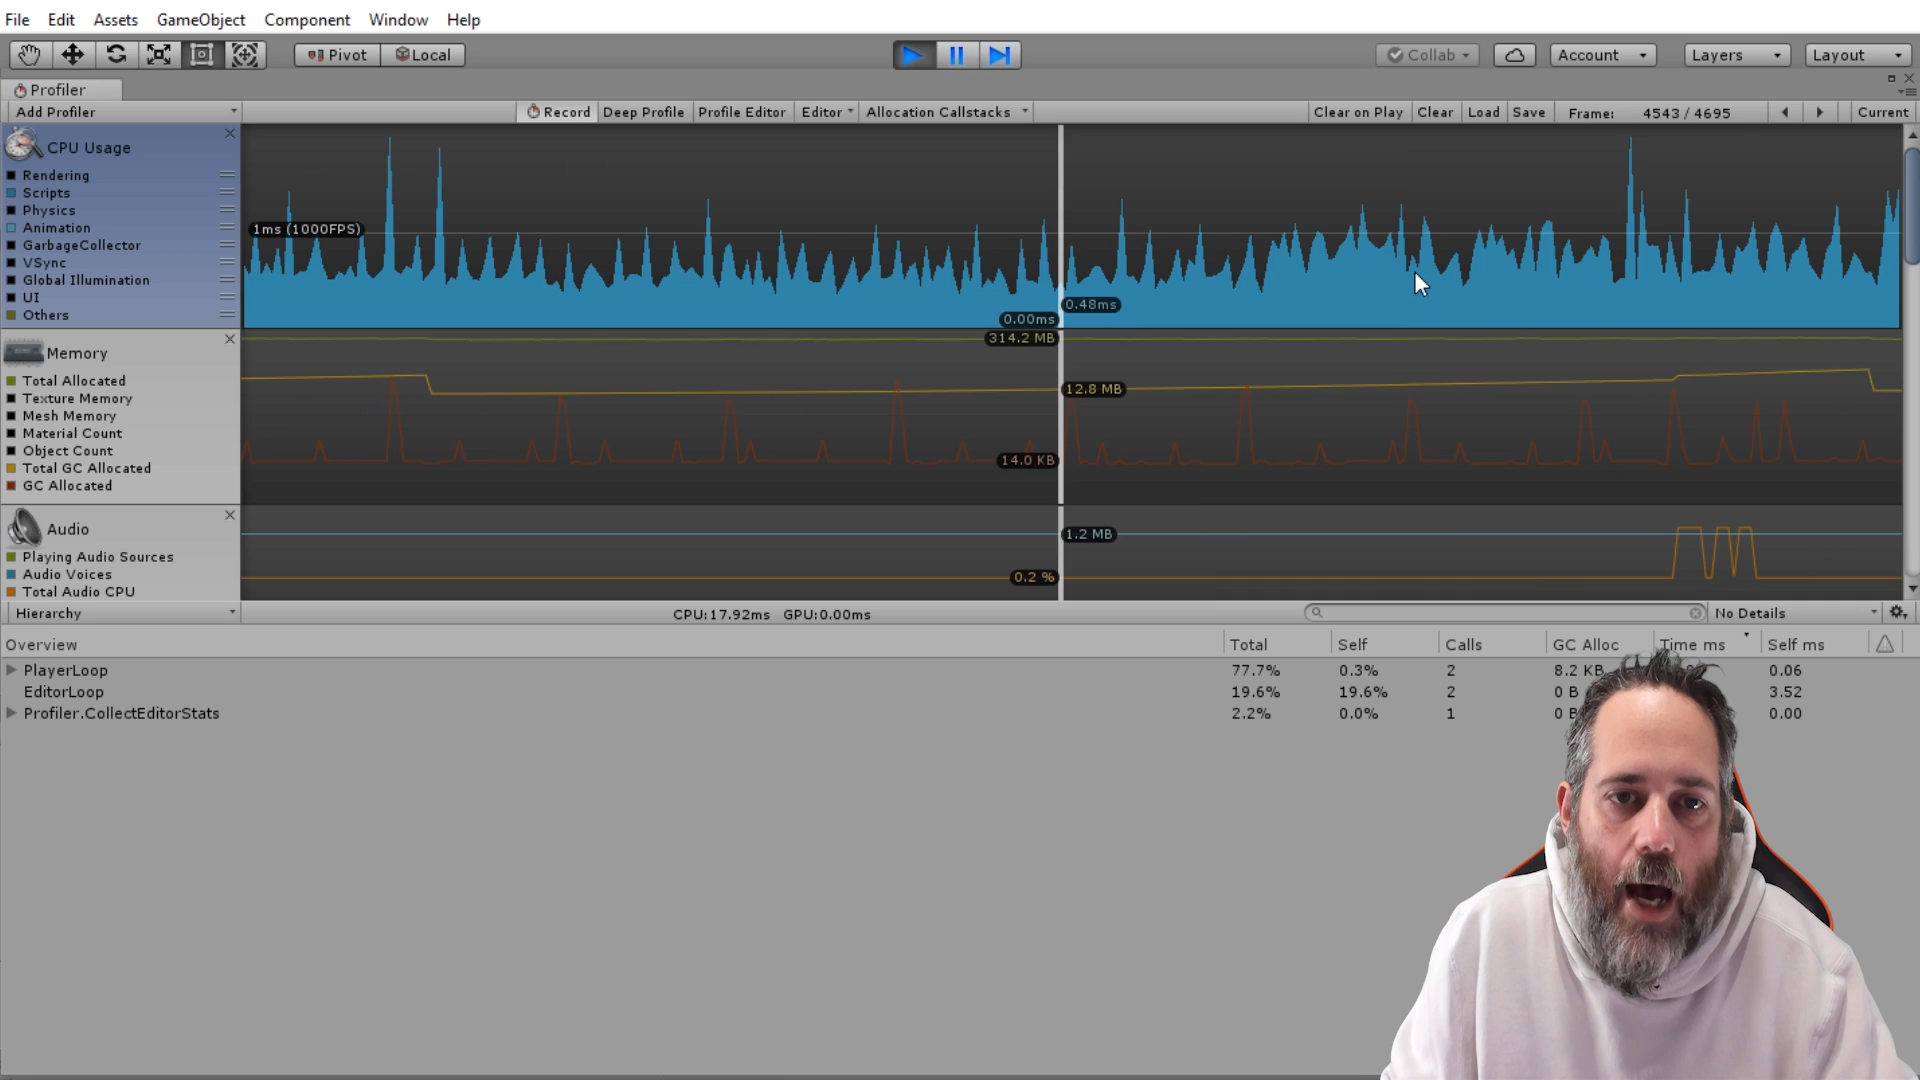 File Edit Assets GameObject Component Window Help
Pivot Local Collab Account Layers Layout
Profiler
Add Profiler Record Deep Profile Profile Editor Editor Allocation Callstacks Clear on Play Clear Load Save Frame: 4543 / 4695 Current
CPU Usage
Rendering
Scripts
Physics
Animation
GarbageCollector
VSync
Global Illumination
UI
Others
1ms (1000FPS)
0.48ms
0.00ms
Memory
Total Allocated
Texture Memory
Mesh Memory
Material Count
Object Count
Total GC Allocated
GC Allocated
314.2 MB
12.8 MB
14.0 KB
Audio
Playing Audio Sources
Audio Voices
Total Audio CPU
1.2 MB
0.2 %
Hierarchy CPU:17.92ms GPU:0.00ms No Details
Overview Total Self Calls GC Alloc Time ms Self ms
PlayerLoop 77.7% 0.3% 2 8.2 KB 0.06
EditorLoop 19.6% 19.6% 2 0 B 3.52
Profiler.CollectEditorStats 2.2% 0.0% 1 0 B 0.00